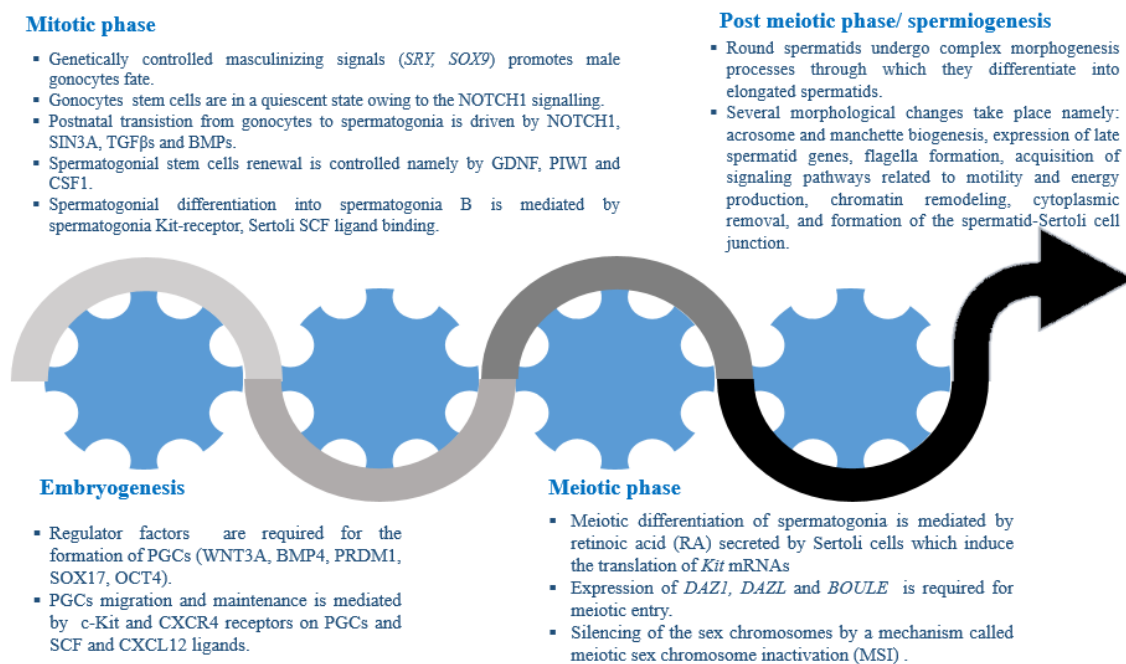 Mitotic phase
▪ Genetically controlled masculinizing signals (SRY, SOX9) promotes male
gonocytes fate.
▪ Gonocytes stem cells are in a quiescent state owing to the NOTCH1 signalling.
▪ Postnatal transistion from gonocytes to spermatogonia is driven by NOTCH1,
SIN3A, TGFβs and BMPs.
▪ Spermatogonial stem cells renewal is controlled namely by GDNF, PIWI and
CSF1.
▪ Spermatogonial differentiation into spermatogonia B is mediated by
spermatogonia Kit-receptor, Sertoli SCF ligand binding.
Post meiotic phase/ spermiogenesis
▪ Round spermatids undergo complex morphogenesis
processes through which they differentiate into
elongated spermatids.
▪ Several morphological changes take place namely:
acrosome and manchette biogenesis, expression of late
spermatid genes, flagella formation, acquisition of
signaling pathways related to motility and energy
production, chromatin remodeling, cytoplasmic
removal, and formation of the spermatid-Sertoli cell
junction.
Embryogenesis
▪ Regulator factors are required for the
formation of PGCs (WNT3A, BMP4, PRDM1,
SOX17, OCT4).
▪ PGCs migration and maintenance is mediated
by c-Kit and CXCR4 receptors on PGCs and
SCF and CXCL12 ligands.
Meiotic phase
▪ Meiotic differentiation of spermatogonia is mediated by
retinoic acid (RA) secreted by Sertoli cells which induce
the translation of Kit mRNAs
▪ Expression of DAZ1, DAZL and BOULE is required for
meiotic entry.
▪ Silencing of the sex chromosomes by a mechanism called
meiotic sex chromosome inactivation (MSI) .